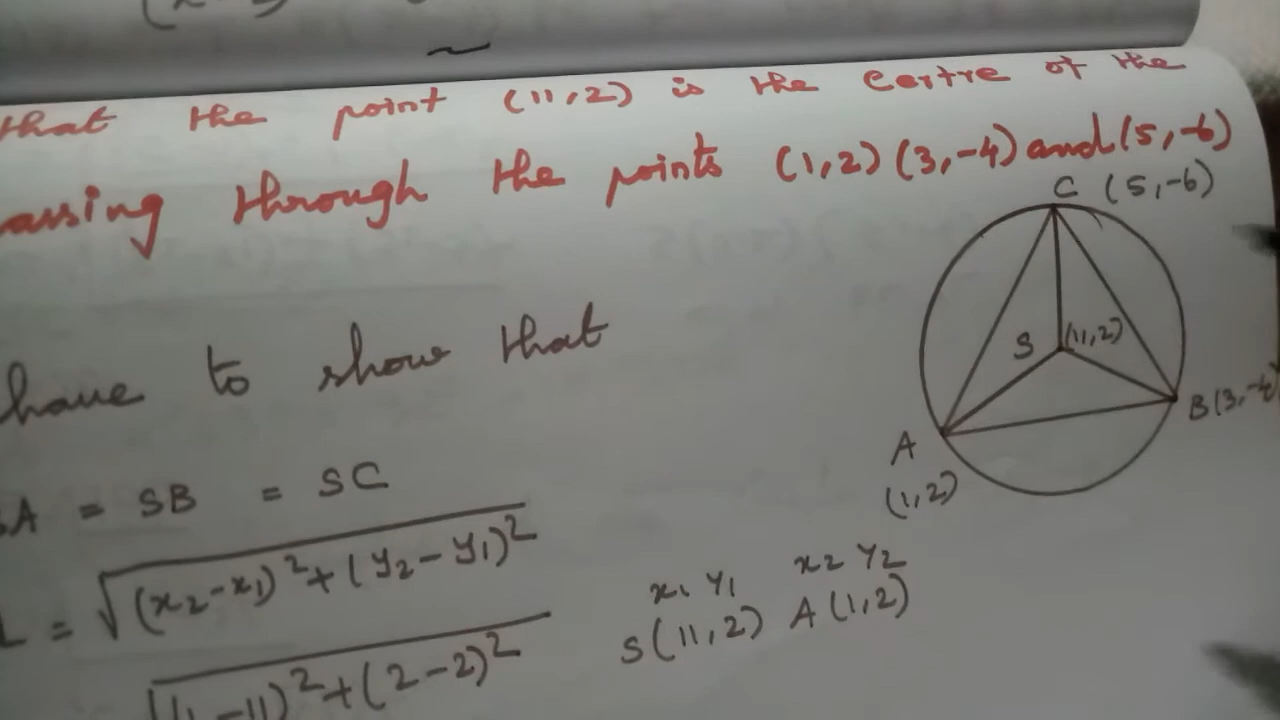 that the point (11,2) is the centre of the
assing through the points (1,2) (3,-4) and (5,-6)
C (5,-6)
S (11,2)
B (3,-4)
A
(1,2)
have to show that
SA = SB = SC
L = √(x₂-x₁)²+(y₂-y₁)²
x₁ y₁ x₂ y₂
S(11,2) A(1,2)
√(1-11)²+(2-2)²